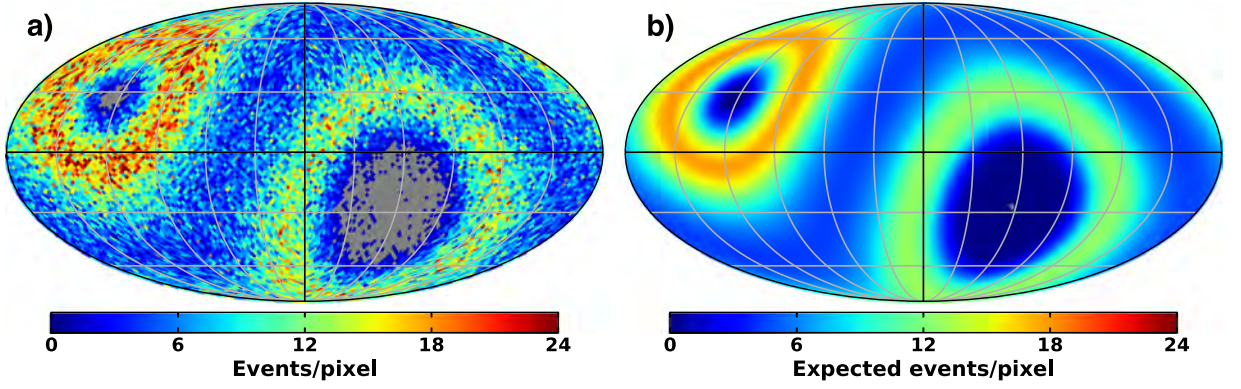 a)
b)
0 6 12 18 24
Events/pixel
0 6 12 18 24
Expected events/pixel